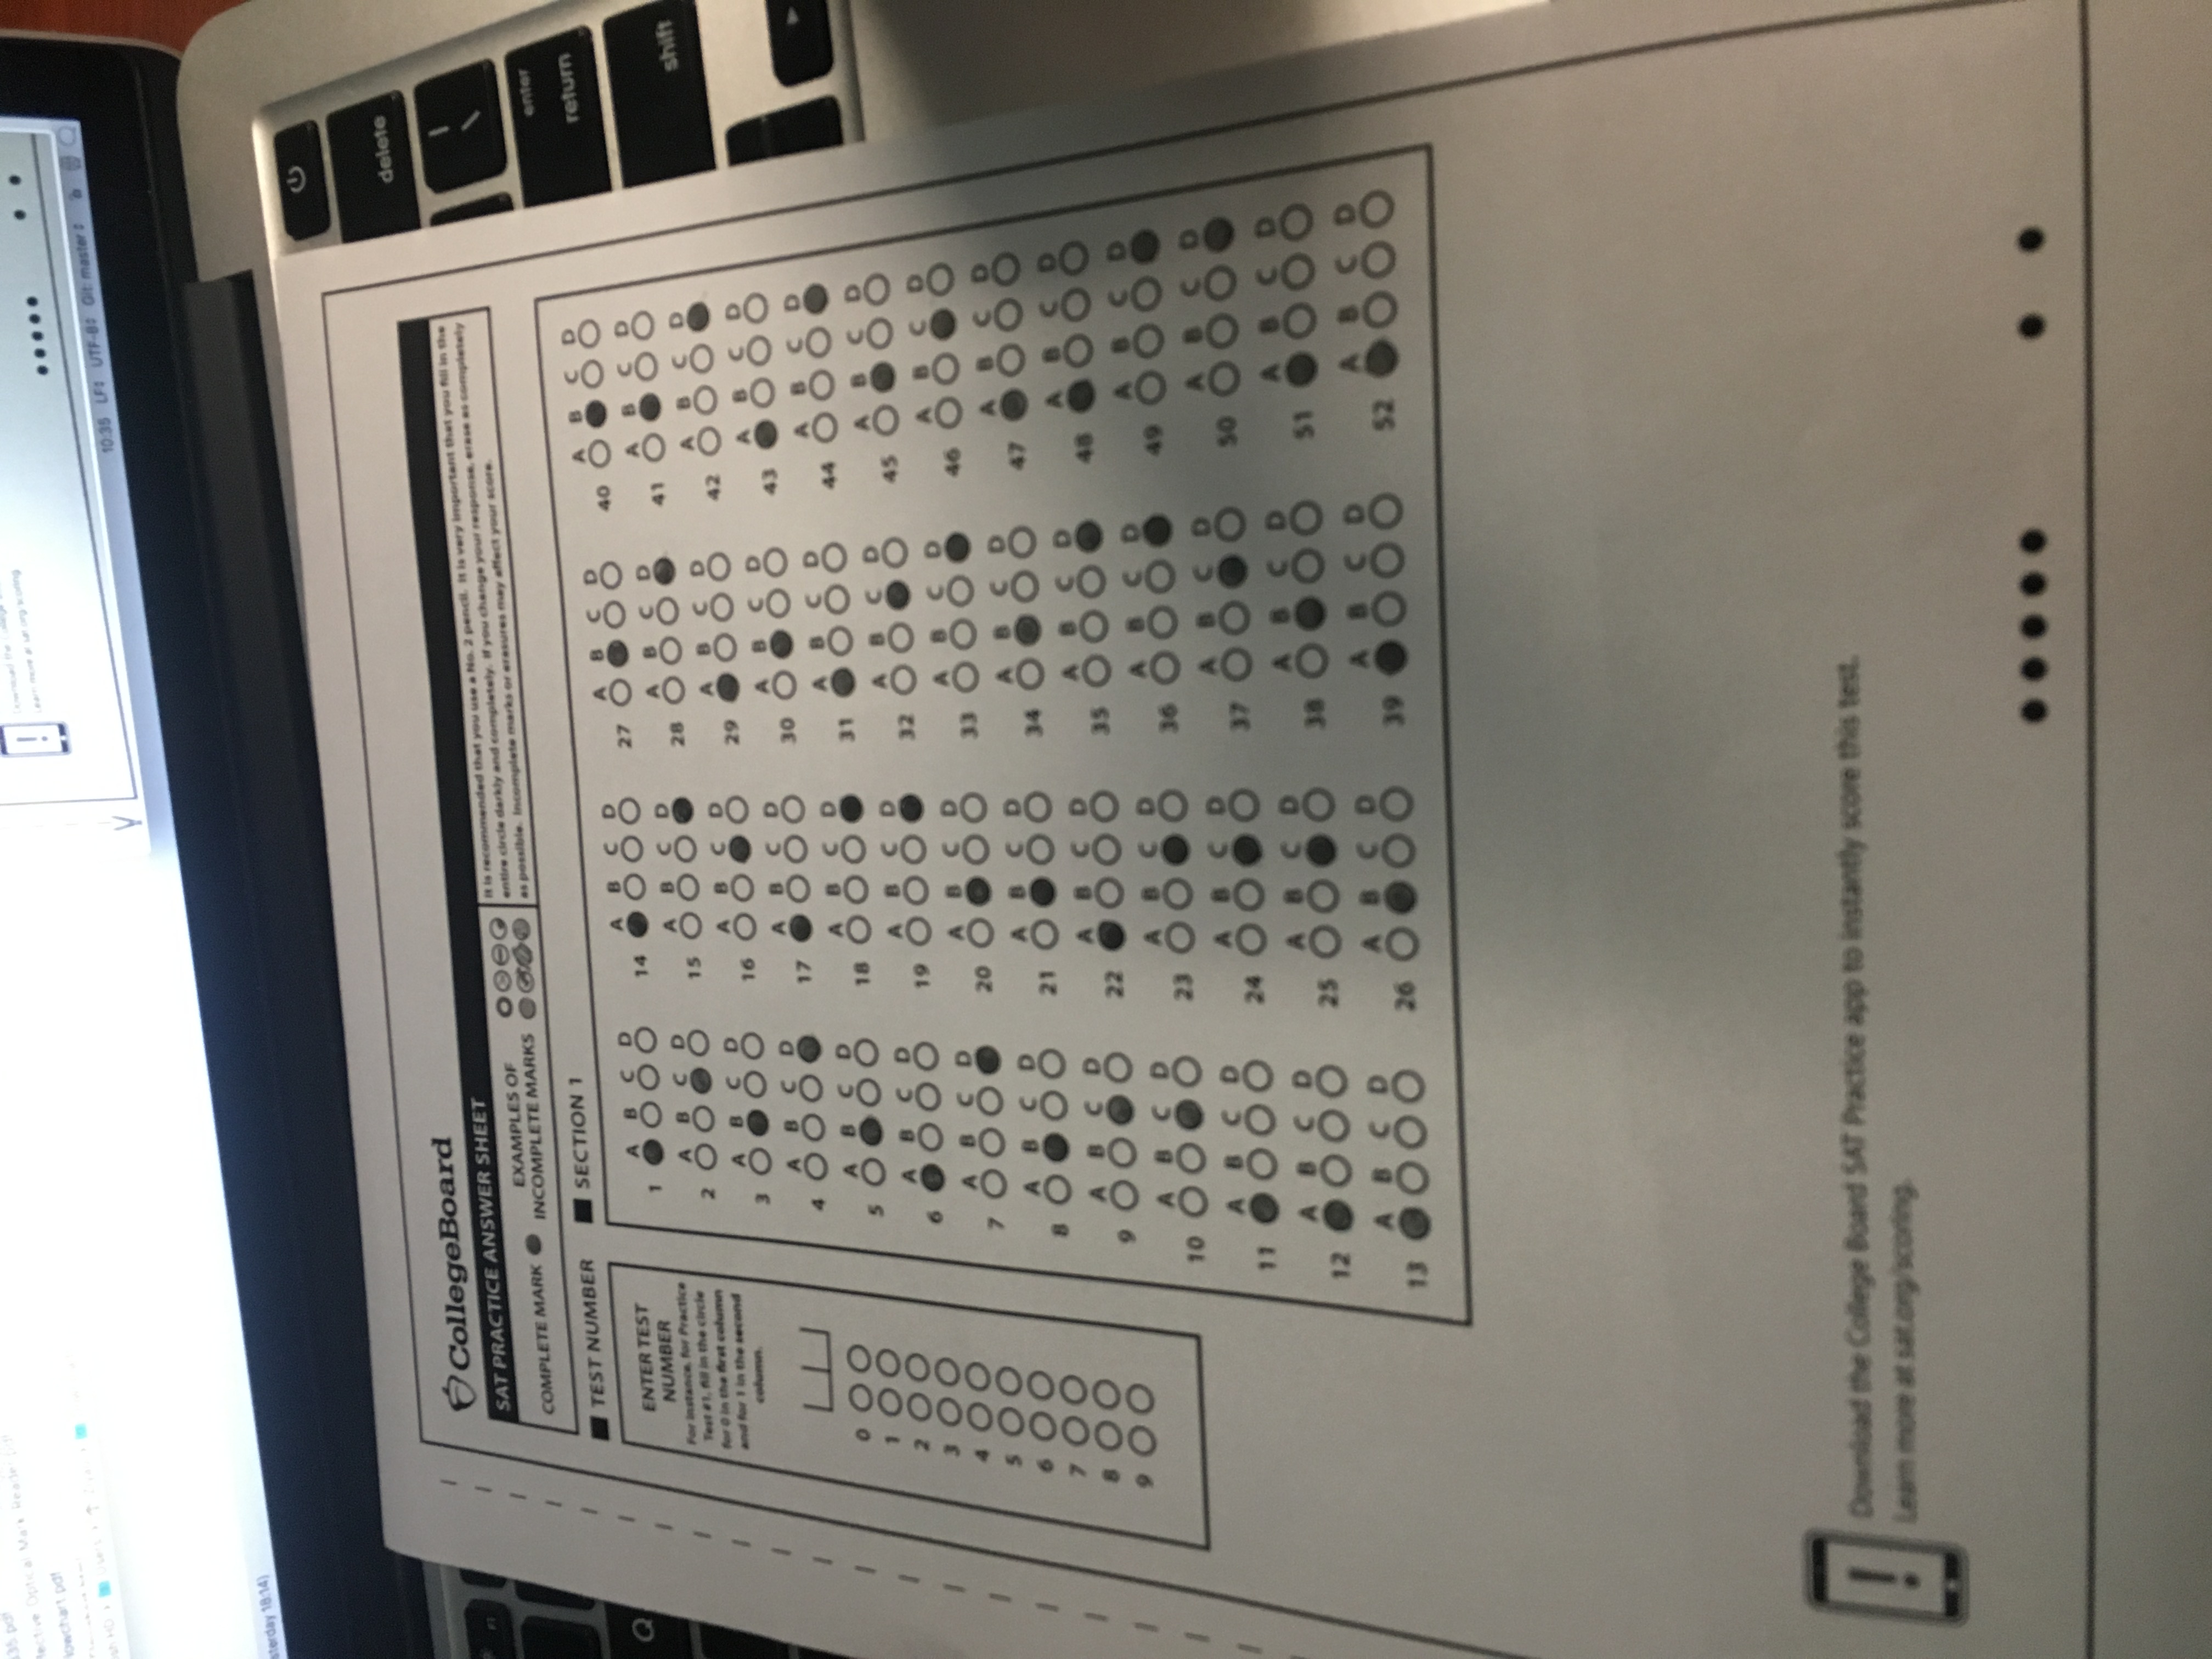 35.pdf
flective Optical Mark Reader.pdf
flowchart.pdf
Learn more at sat.org/scoring.
10:35 LF UTF-8 Git: master
sterday 18:14)
delete
enter
return
shift
F1
Q
CollegeBoard
SAT PRACTICE ANSWER SHEET
COMPLETE MARK
EXAMPLES OF
INCOMPLETE MARKS
It is recommended that you use a No. 2 pencil. It is very important that you fill in the
entire circle darkly and completely. If you change your response, erase as completely
as possible. Incomplete marks or erasures may affect your score.
TEST NUMBER
SECTION 1
ENTER TEST
NUMBER
For instance, for Practice
Test #1, fill in the circle
for 0 in the first column
and for 1 in the second
column.
0
1
2
3
4
5
6
7
8
9
1 A B C D
2 A B C D
3 A B C D
4 A B C D
5 A B C D
6 A B C D
7 A B C D
8 A B C D
9 A B C D
10 A B C D
11 A B C D
12 A B C D
13 A B C D
14 A B C D
15 A B C D
16 A B C D
17 A B C D
18 A B C D
19 A B C D
20 A B C D
21 A B C D
22 A B C D
23 A B C D
24 A B C D
25 A B C D
26 A B C D
27 A B C D
28 A B C D
29 A B C D
30 A B C D
31 A B C D
32 A B C D
33 A B C D
34 A B C D
35 A B C D
36 A B C D
37 A B C D
38 A B C D
39 A B C D
40 A B C D
41 A B C D
42 A B C D
43 A B C D
44 A B C D
45 A B C D
46 A B C D
47 A B C D
48 A B C D
49 A B C D
50 A B C D
51 A B C D
52 A B C D
Download the College Board SAT Practice app to instantly score this test.
Learn more at sat.org/scoring.